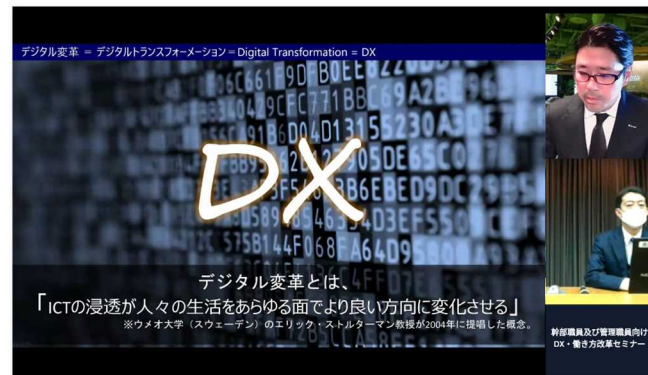 デジタル変革 = デジタルトランスフォーメーション=Digital Transformation = DX
DX
デジタル変革とは、
「ICTの浸透が人々の生活をあらゆる面でより良い方向に変化させる」
※ウメオ大学（スウェーデン）のエリック・ストルターマン教授が2004年に提唱した概念。
幹部職員及び管理職員向け
DX・働き方改革セミナー